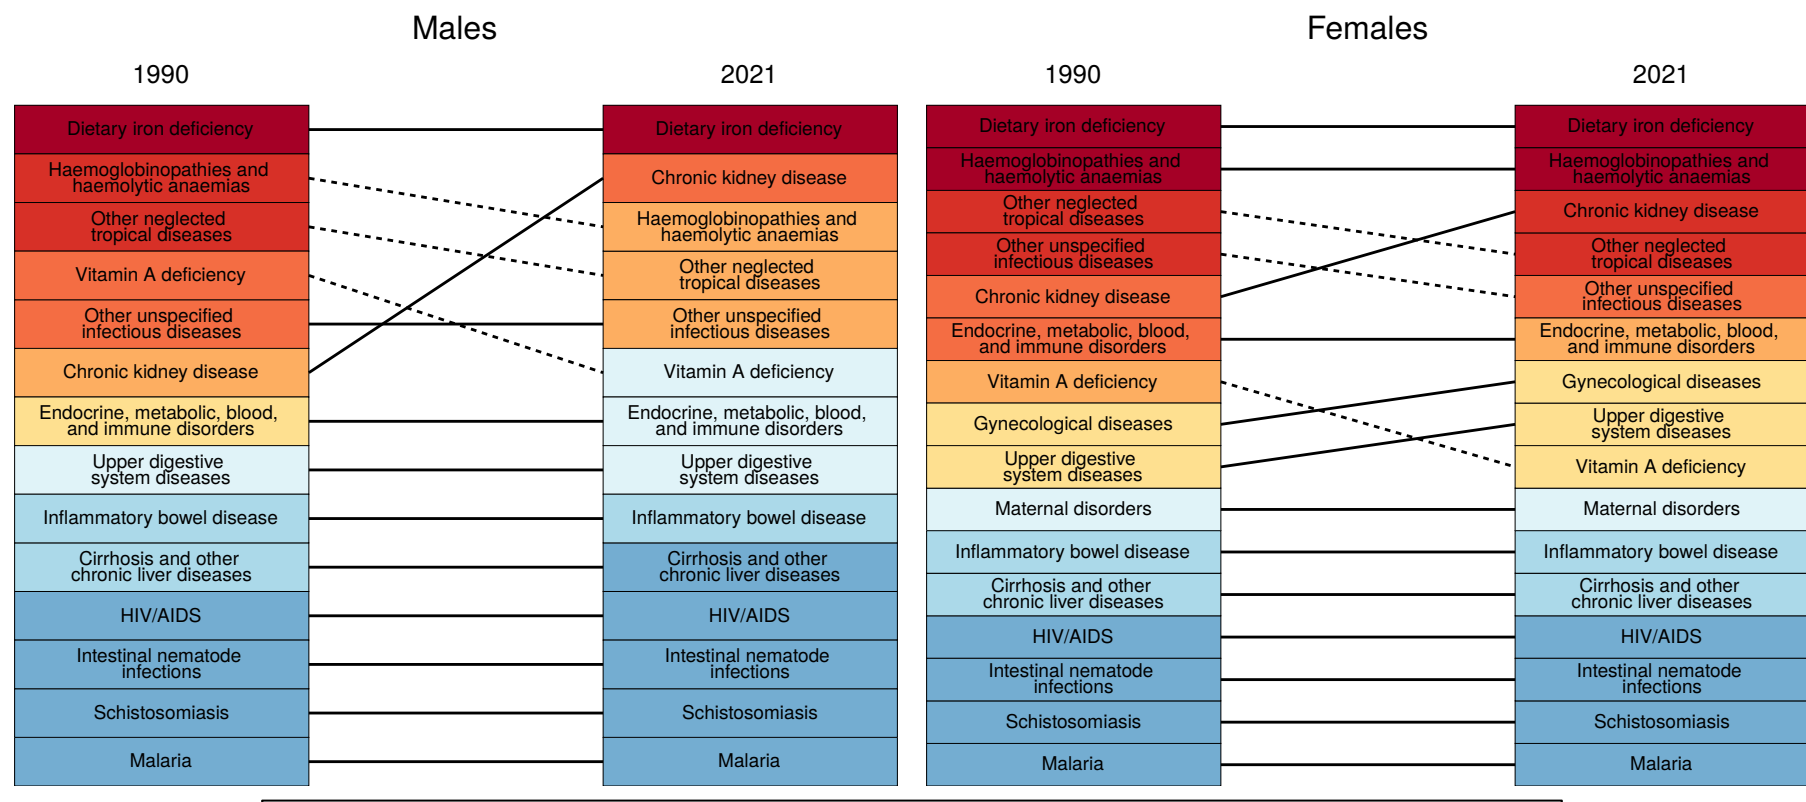 Males
Females
1990
2021
1990
2021
Dietary iron deficiency
Haemoglobinopathies and
haemolytic anaemias
Other neglected
tropical diseases
Vitamin A deficiency
Other unspecified
infectious diseases
Chronic kidney disease
Endocrine, metabolic, blood,
and immune disorders
Upper digestive
system diseases
Inflammatory bowel disease
Cirrhosis and other
chronic liver diseases
HIV/AIDS
Intestinal nematode
infections
Schistosomiasis
Malaria
Dietary iron deficiency
Chronic kidney disease
Haemoglobinopathies and
haemolytic anaemias
Other neglected
tropical diseases
Other unspecified
infectious diseases
Vitamin A deficiency
Endocrine, metabolic, blood,
and immune disorders
Upper digestive
system diseases
Inflammatory bowel disease
Cirrhosis and other
chronic liver diseases
HIV/AIDS
Intestinal nematode
infections
Schistosomiasis
Malaria
Dietary iron deficiency
Haemoglobinopathies and
haemolytic anaemias
Other neglected
tropical diseases
Other unspecified
infectious diseases
Chronic kidney disease
Endocrine, metabolic, blood,
and immune disorders
Vitamin A deficiency
Gynecological diseases
Upper digestive
system diseases
Maternal disorders
Inflammatory bowel disease
Cirrhosis and other
chronic liver diseases
HIV/AIDS
Intestinal nematode
infections
Schistosomiasis
Malaria
Dietary iron deficiency
Haemoglobinopathies and
haemolytic anaemias
Chronic kidney disease
Other neglected
tropical diseases
Other unspecified
infectious diseases
Endocrine, metabolic, blood,
and immune disorders
Gynecological diseases
Upper digestive
system diseases
Vitamin A deficiency
Maternal disorders
Inflammatory bowel disease
Cirrhosis and other
chronic liver diseases
HIV/AIDS
Intestinal nematode
infections
Schistosomiasis
Malaria